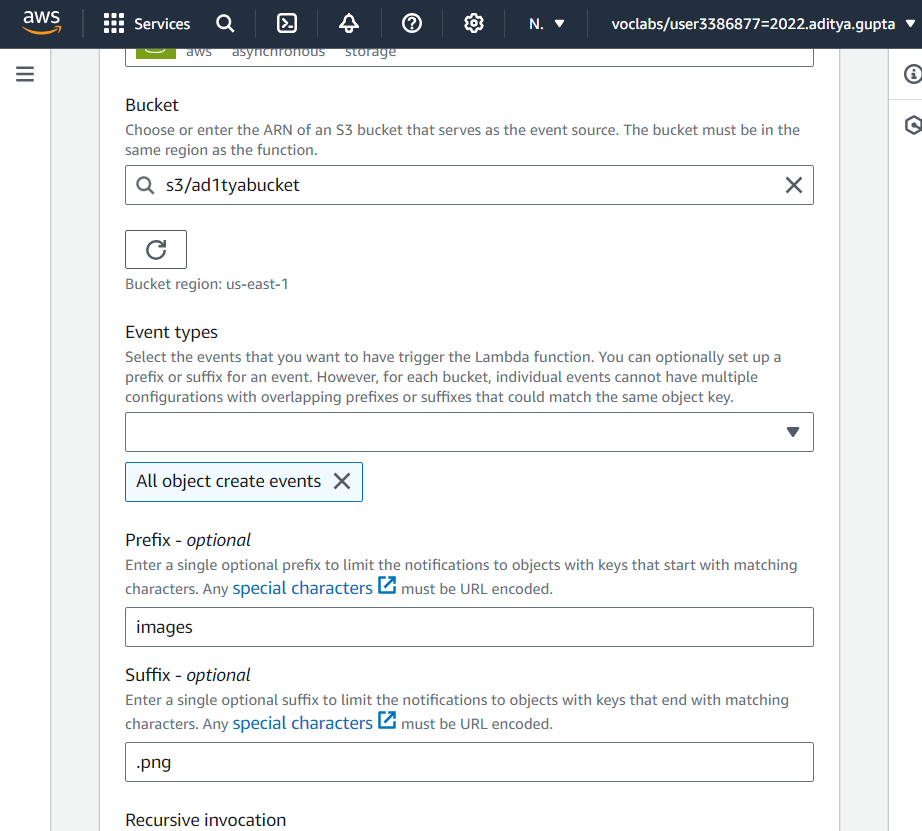 aws Services N. voclabs/user3386877=2022.aditya.gupta
aws asynchronous storage
Bucket
Choose or enter the ARN of an S3 bucket that serves as the event source. The bucket must be in the
same region as the function.
s3/ad1tyabucket
Bucket region: us-east-1
Event types
Select the events that you want to have trigger the Lambda function. You can optionally set up a
prefix or suffix for an event. However, for each bucket, individual events cannot have multiple
configurations with overlapping prefixes or suffixes that could match the same object key.
All object create events
Prefix - optional
Enter a single optional prefix to limit the notifications to objects with keys that start with matching
characters. Any special characters must be URL encoded.
images
Suffix - optional
Enter a single optional suffix to limit the notifications to objects with keys that end with matching
characters. Any special characters must be URL encoded.
.png
Recursive invocation